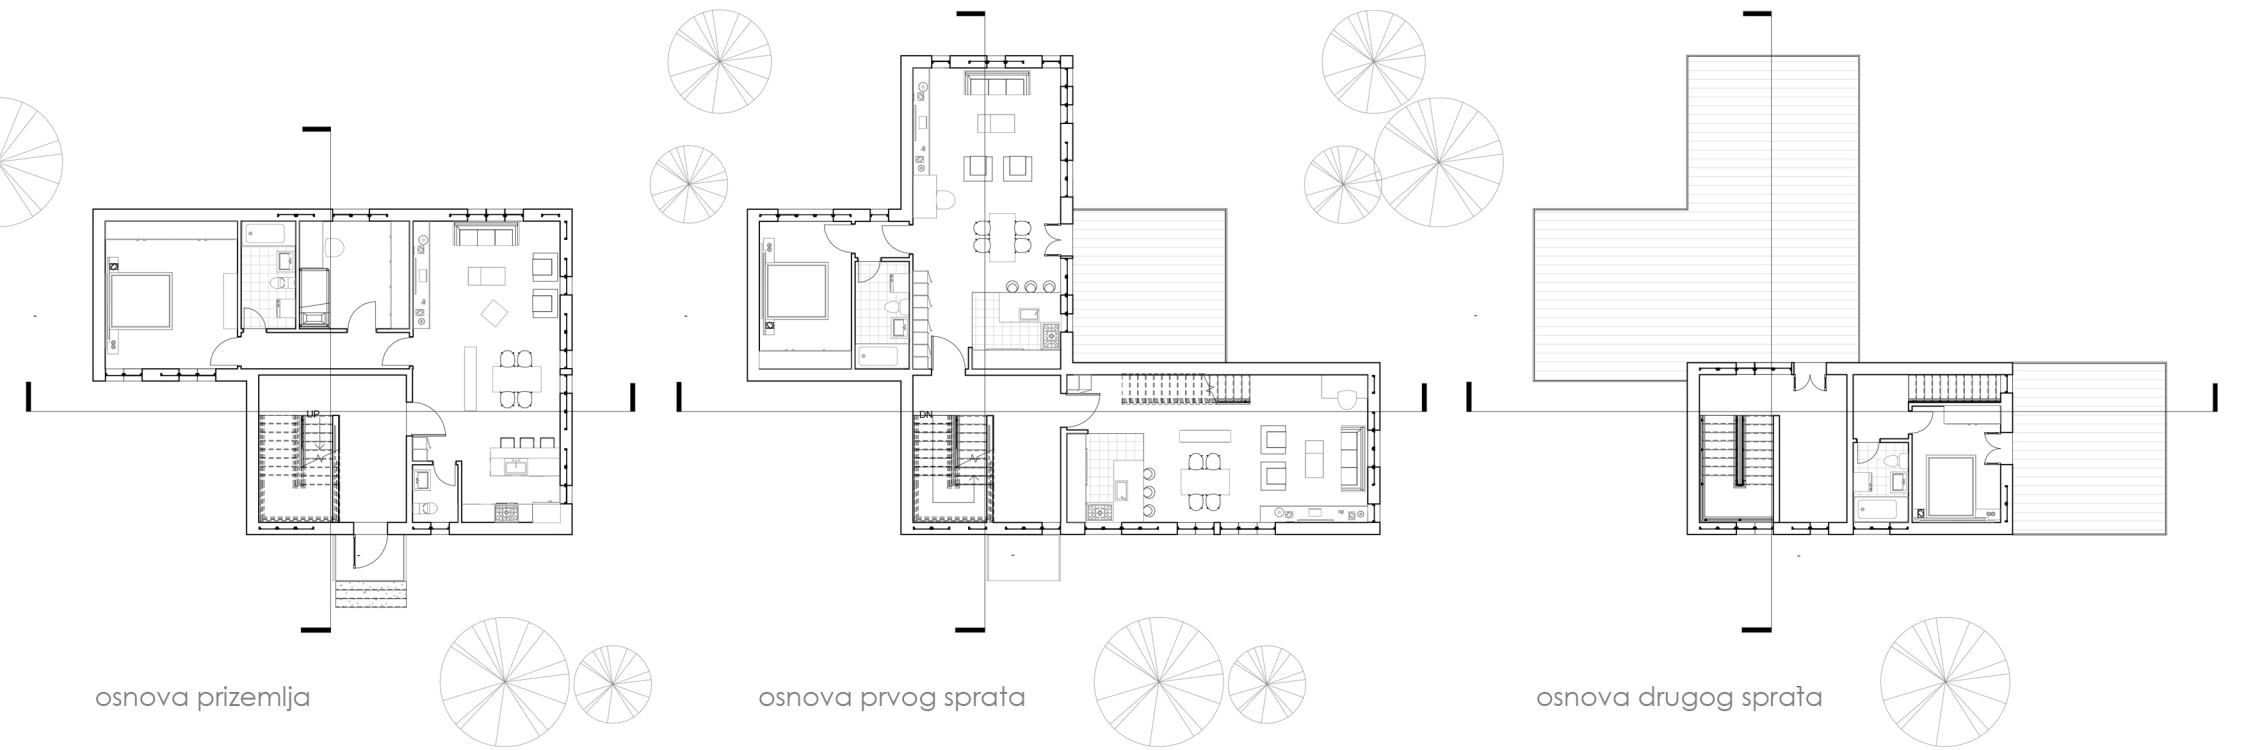 UP
DN
osnova prizemlja
osnova prvog sprata
osnova drugog sprata